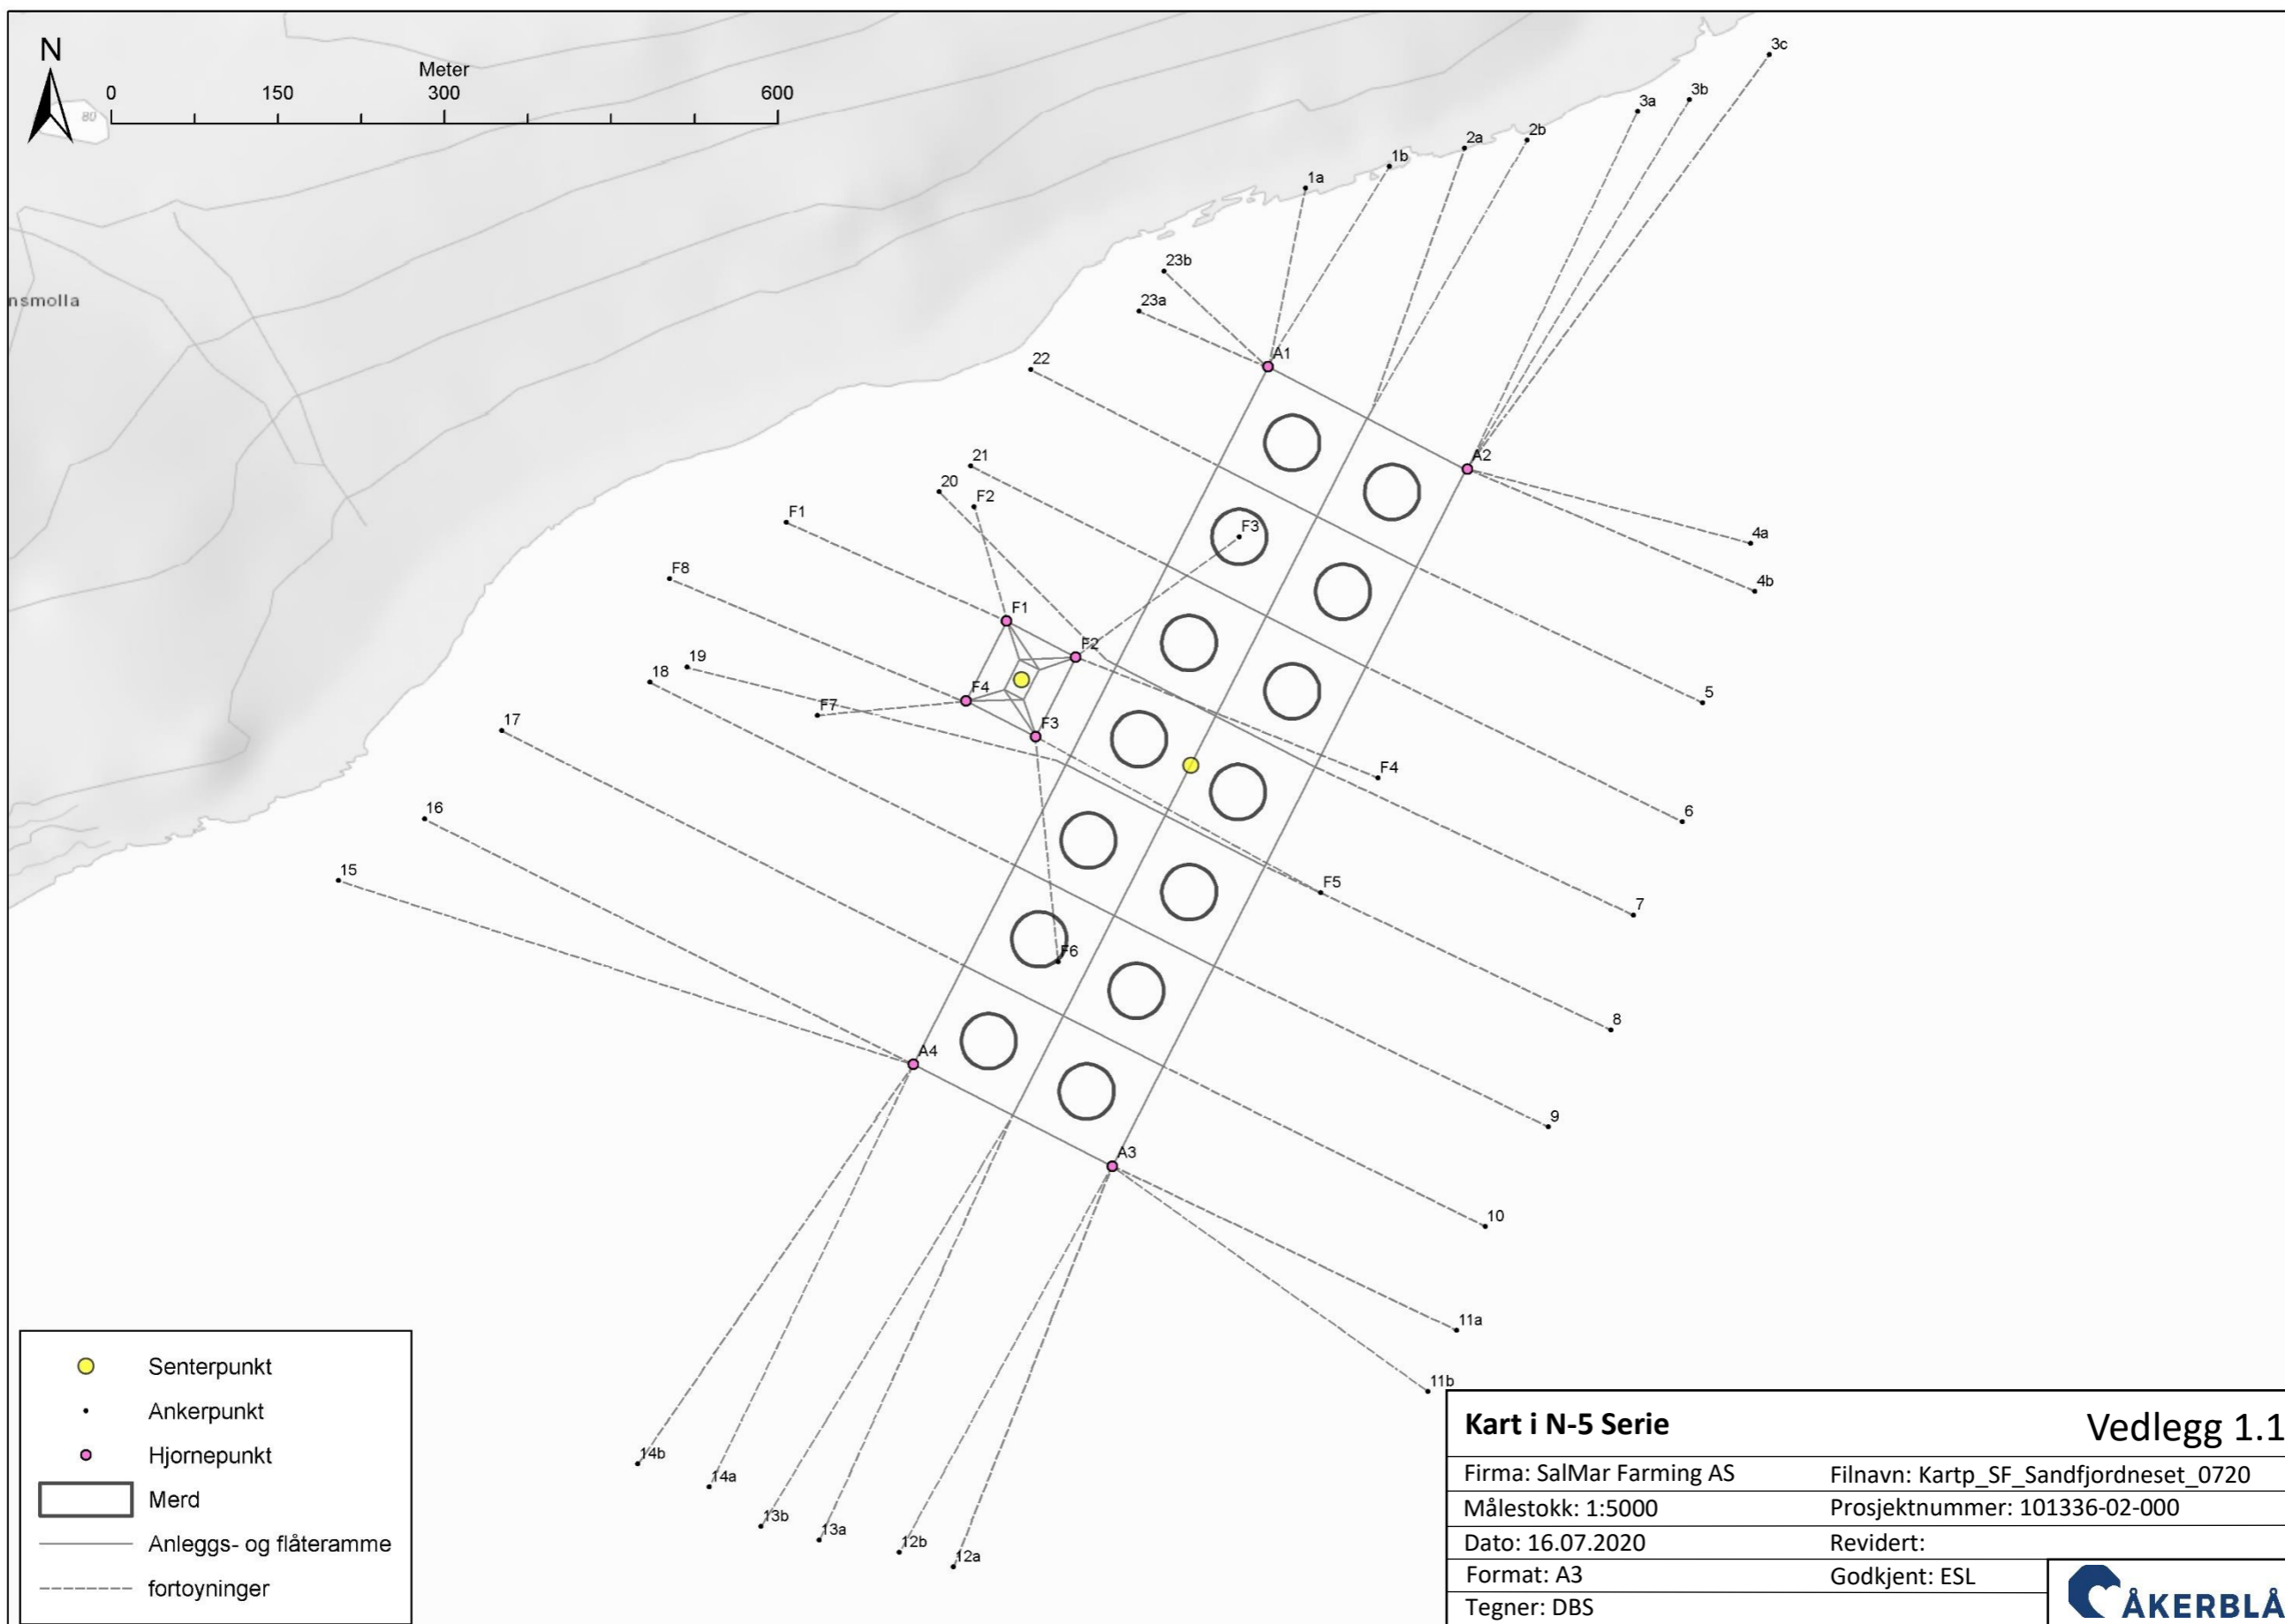 N
Meter
0 150 300 600
80
nsmolla
3c
3b
3a
2b
2a
1b
1a
23b
23a
A1
22
A2
21
20
F2
F1
F3
4a
F8
4b
F1
F2
19
18
F4
5
F7
17
F3
F4
16
6
15
F5
7
F6
8
A4
9
A3
10
11a
11b
14b
14a
13b
13a
12b
12a
Senterpunkt
Ankerpunkt
Hjornepunkt
Merd
Anleggs- og flåteramme
fortoyninger
Kart i N-5 Serie Vedlegg 1.1
Firma: SalMar Farming AS Filnavn: Kartp_SF_Sandfjordneset_0720
Målestokk: 1:5000 Prosjektnummer: 101336-02-000
Dato: 16.07.2020 Revidert:
Format: A3 Godkjent: ESL
Tegner: DBS
ÅKERBLÅ